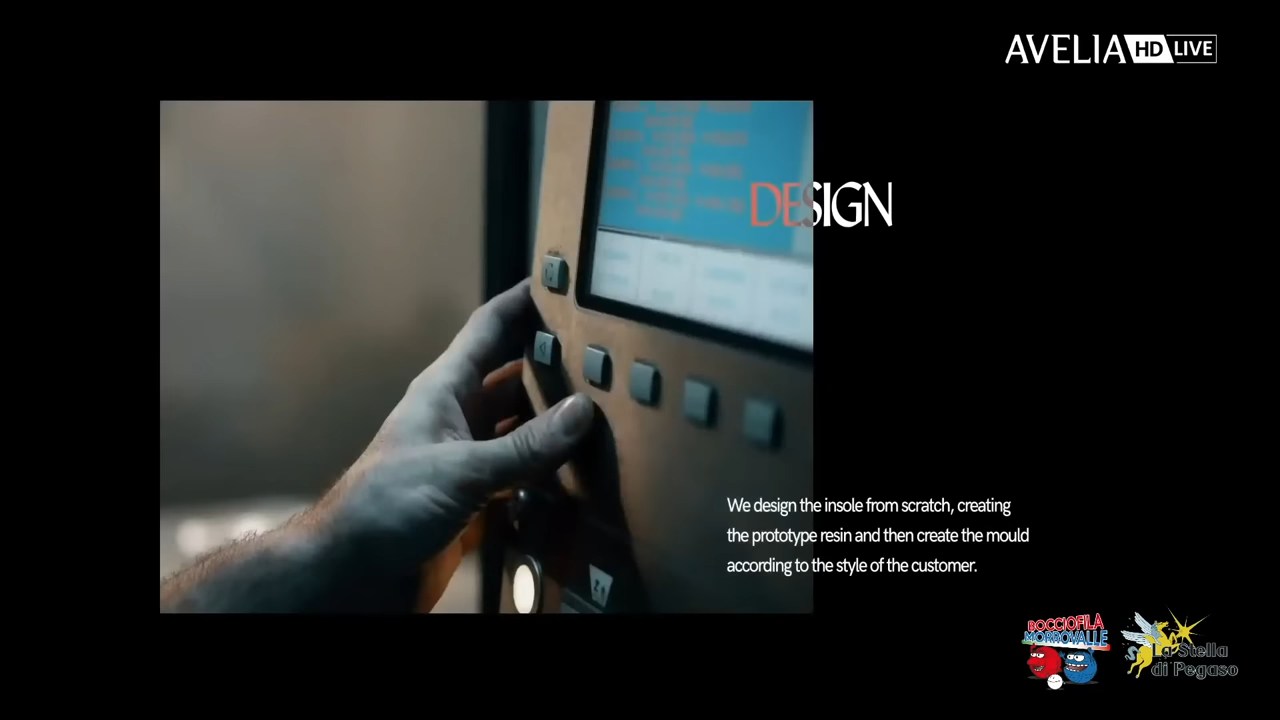 AVELIA HD LIVE
DESIGN
We design the insole from scratch, creating
the prototype resin and then create the mould
according to the style of the customer.
BOCCIOFILA
MORROVALLE
La Stella
di Pegaso